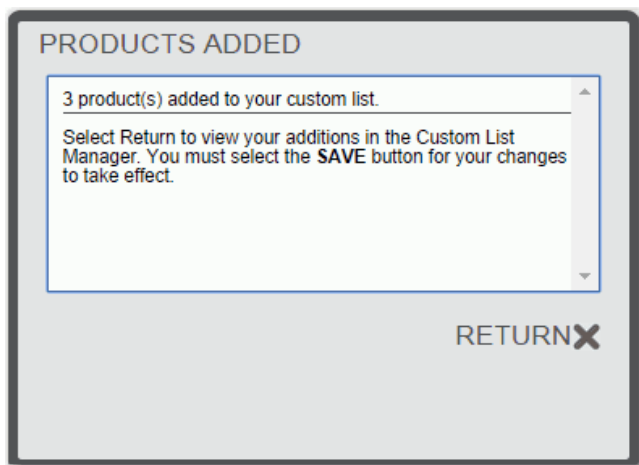 PRODUCTS ADDED
3 product(s) added to your custom list.
Select Return to view your additions in the Custom List
Manager. You must select the SAVE button for your changes
to take effect.
RETURN